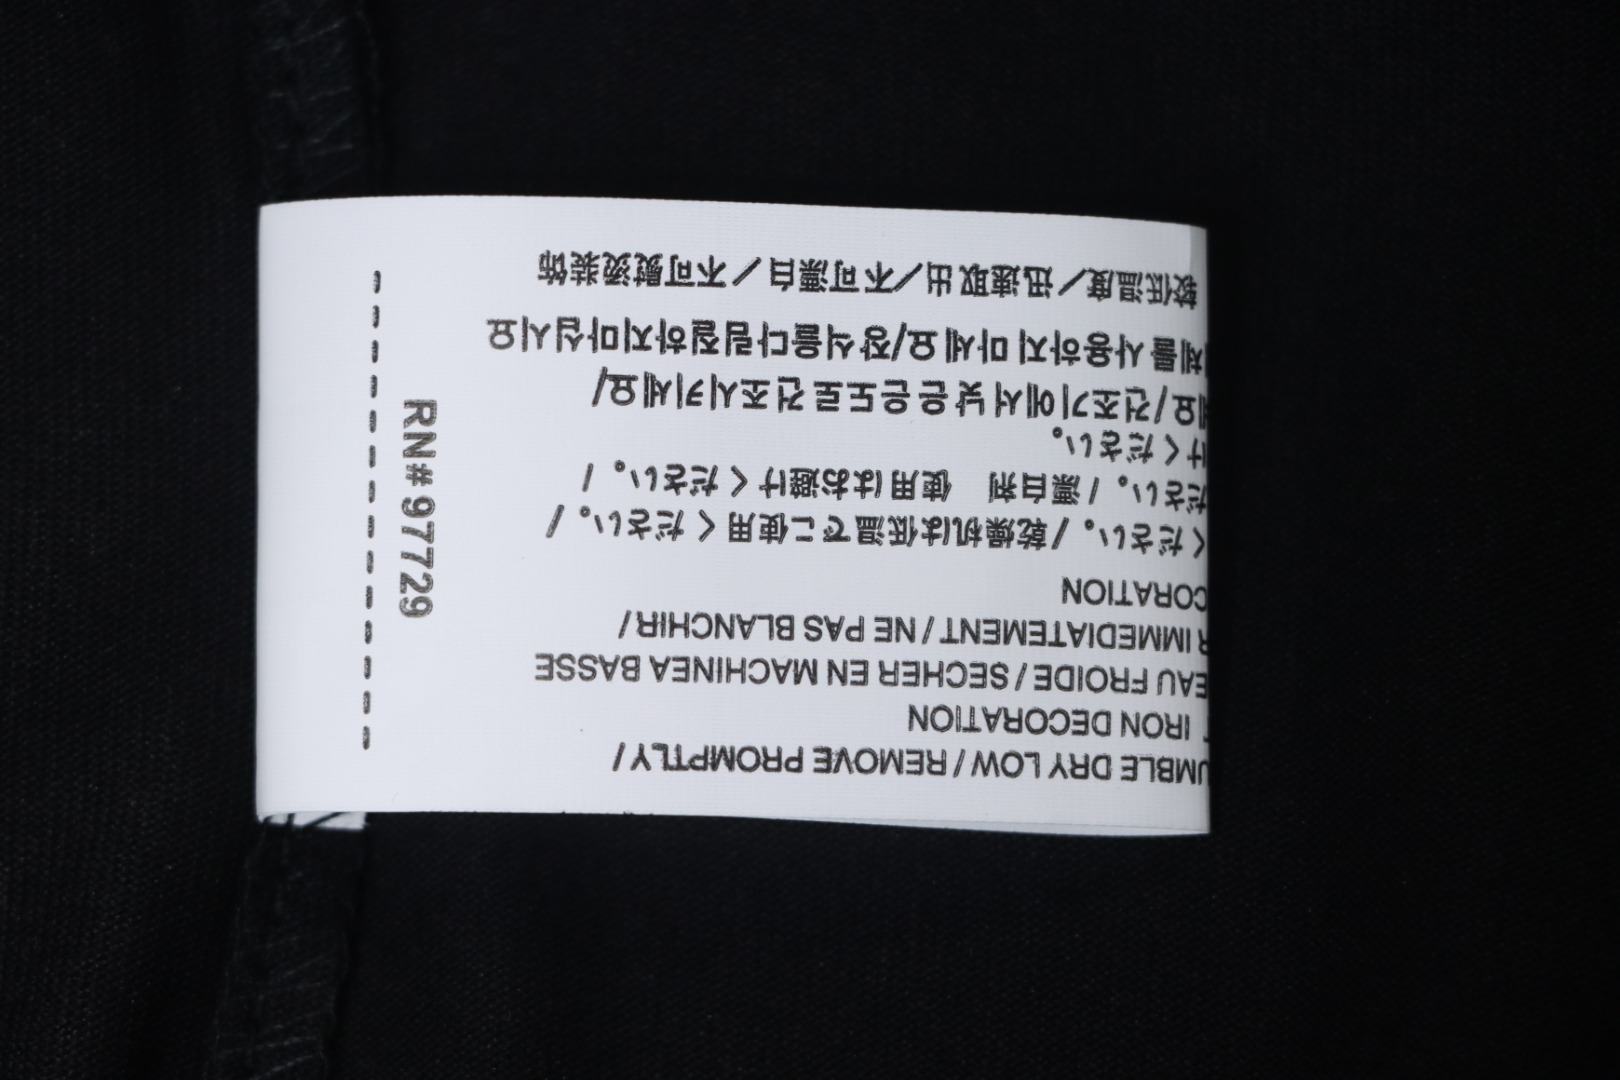 UMBLE DRY LOW / REMOVE PROMPTLY /
T IRON DECORATION
EAU FROIDE / SECHER EN MACHINEA BASSE
R IMMEDIATEMENT / NE PAS BLANCHIR /
CORATION
ください。 / 乾燥机は低温でご使用ください。 /
ださい。 / 漂白剤 使用はお避けください。 /
けください。
세요/건조기에서 낮은온도로건조시키세요/
제를 사용하지 마세요/장식을다림질하지마십시요
较低温度／迅速取出／不可漂白／不可熨烫装饰
RN# 97729